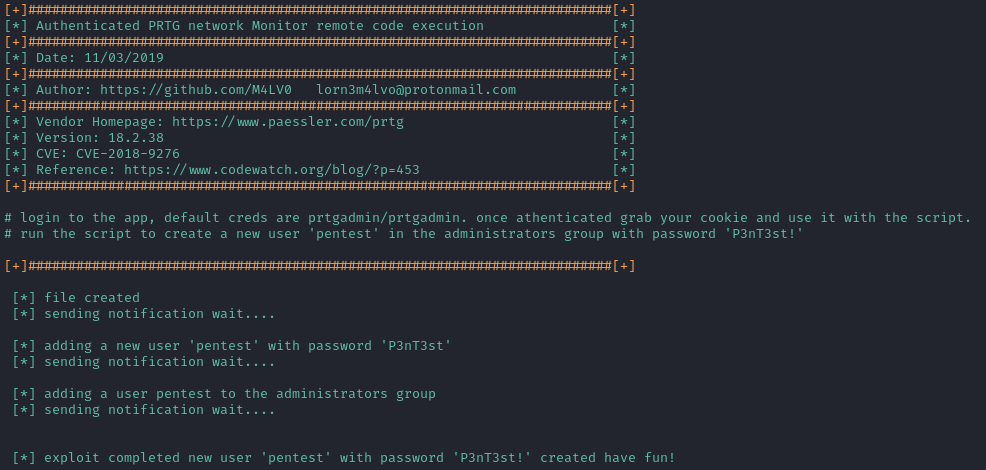 [+]#########################################################################[+]
[*] Authenticated PRTG network Monitor remote code execution                [*]
[+]#########################################################################[+]
[*] Date: 11/03/2019                                                        [*]
[+]#########################################################################[+]
[*] Author: https://github.com/M4LV0   lorn3m4lvo@protonmail.com            [*]
[+]#########################################################################[+]
[*] Vendor Homepage: https://www.paessler.com/prtg                          [*]
[*] Version: 18.2.38                                                        [*]
[*] CVE: CVE-2018-9276                                                      [*]
[*] Reference: https://www.codewatch.org/blog/?p=453                        [*]
[+]#########################################################################[+]
# login to the app, default creds are prtgadmin/prtgadmin. once athenticated grab your cookie and use it with the script.
# run the script to create a new user 'pentest' in the administrators group with password 'P3nT3st!'
[+]#########################################################################[+]
[*] file created
[*] sending notification wait....
[*] adding a new user 'pentest' with password 'P3nT3st'
[*] sending notification wait....
[*] adding a user pentest to the administrators group
[*] sending notification wait....
[*] exploit completed new user 'pentest' with password 'P3nT3st!' created have fun!